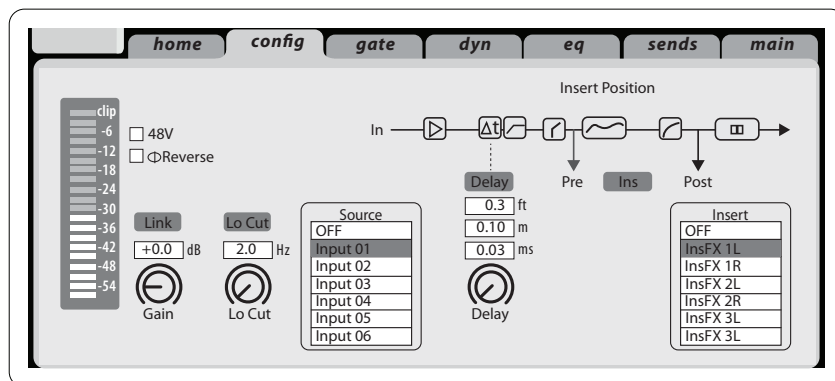 home config gate dyn eq sends main
Insert Position
clip
-6
-12
-18
-24
-30
-36
-42
-48
-54
48V
ΦReverse
In
Δt
Pre Ins Post
Link
+0.0 dB
Gain
Lo Cut
2.0 Hz
Lo Cut
Source
OFF
Input 01
Input 02
Input 03
Input 04
Input 05
Input 06
Delay
0.3 ft
0.10 m
0.03 ms
Delay
Insert
OFF
InsFX 1L
InsFX 1R
InsFX 2L
InsFX 2R
InsFX 3L
InsFX 3L